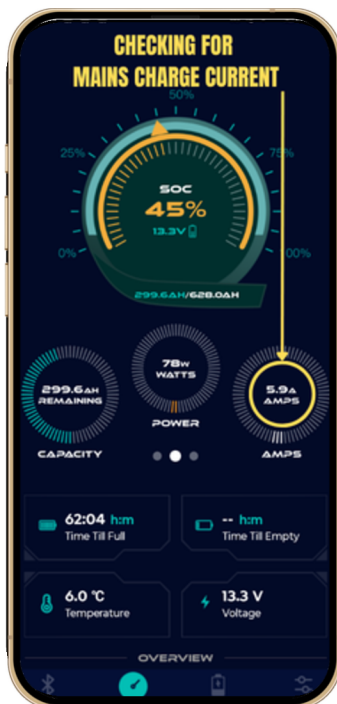 CHECKING FOR
MAINS CHARGE CURRENT
50%
25%
75%
SOC
45%
13.3V
0%
00%
299.6AH/628.0AH
299.6AH
REMAINING
78W
WATTS
5.9A
AMPS
CAPACITY
POWER
AMPS
62:04 h:m
Time Till Full
-- h:m
Time Till Empty
6.0 °C
Temperature
13.3 V
Voltage
OVERVIEW